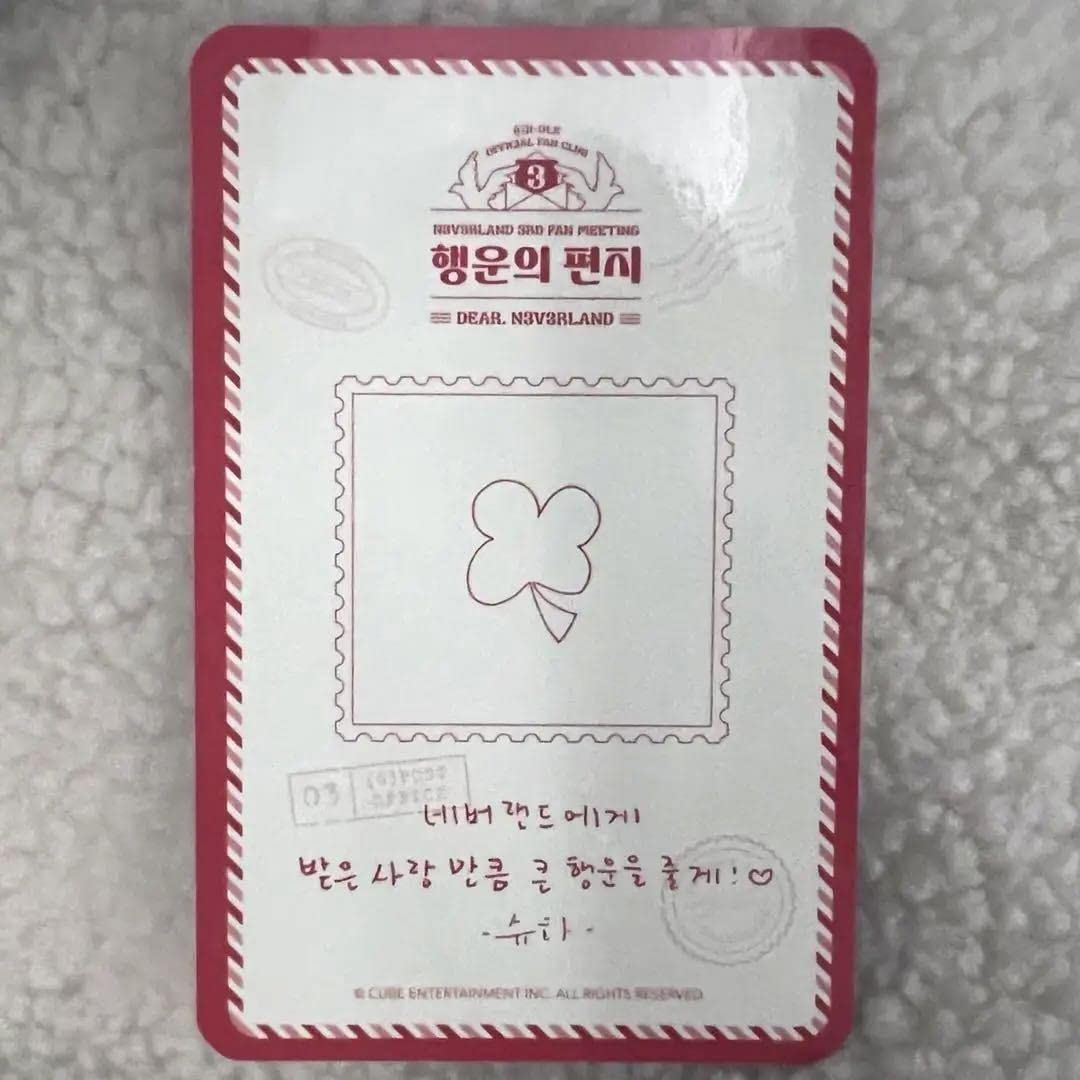 (G)I-DLE
OFFICIAL FAN CLUB
3
N3V3RLAND 3RD FAN MEETING
행운의 편지
DEAR. N3V3RLAND
03
OFFICE
네버랜드에게
받은 사랑 만큼 큰 행운을 줄게!♡
-슈화-
© CUBE ENTERTAINMENT INC. ALL RIGHTS RESERVED